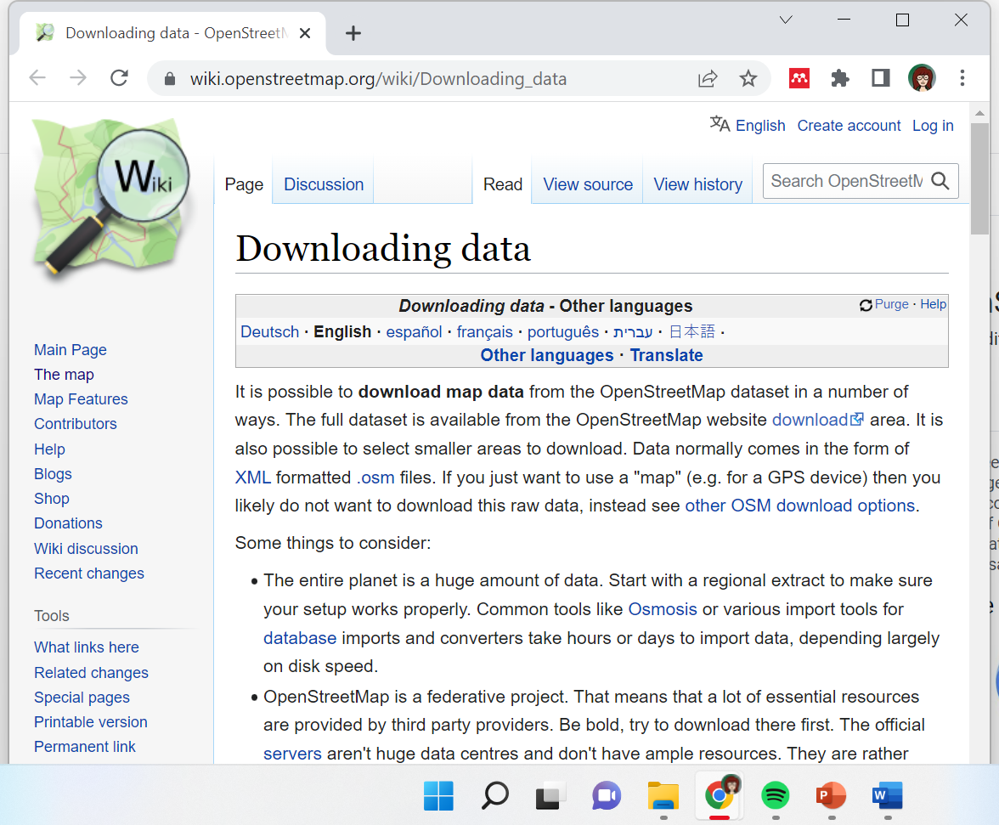 Downloading data - OpenStreetM
wiki.openstreetmap.org/wiki/Downloading_data
Wiki
English Create account Log in
Page Discussion Read View source View history Search OpenStreetM
Downloading data
Downloading data - Other languages Purge · Help
Deutsch · English · español · français · português · עברית · 日本語 ·
Other languages · Translate
It is possible to download map data from the OpenStreetMap dataset in a number of
ways. The full dataset is available from the OpenStreetMap website download area. It is
also possible to select smaller areas to download. Data normally comes in the form of
XML formatted .osm files. If you just want to use a "map" (e.g. for a GPS device) then you
likely do not want to download this raw data, instead see other OSM download options.
Some things to consider:
• The entire planet is a huge amount of data. Start with a regional extract to make sure
your setup works properly. Common tools like Osmosis or various import tools for
database imports and converters take hours or days to import data, depending largely
on disk speed.
• OpenStreetMap is a federative project. That means that a lot of essential resources
are provided by third party providers. Be bold, try to download there first. The official
servers aren't huge data centres and don't have ample resources. They are rather
Main Page
The map
Map Features
Contributors
Help
Blogs
Shop
Donations
Wiki discussion
Recent changes
Tools
What links here
Related changes
Special pages
Printable version
Permanent link
P
W